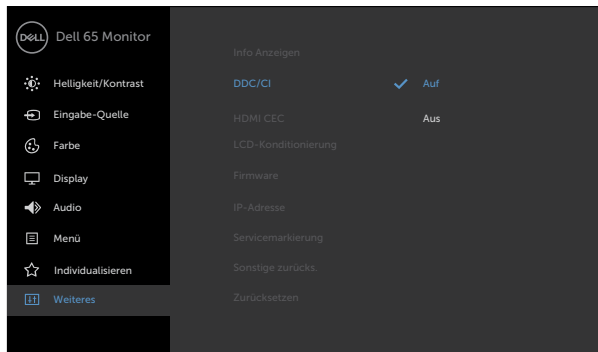 DELL Dell 65 Monitor
Helligkeit/Kontrast
Eingabe-Quelle
Farbe
Display
Audio
Menü
Individualisieren
Weiteres
Info Anzeigen
DDC/CI Auf
HDMI CEC Aus
LCD-Konditionierung
Firmware
IP-Adresse
Servicemarkierung
Sonstige zurücks.
Zurücksetzen